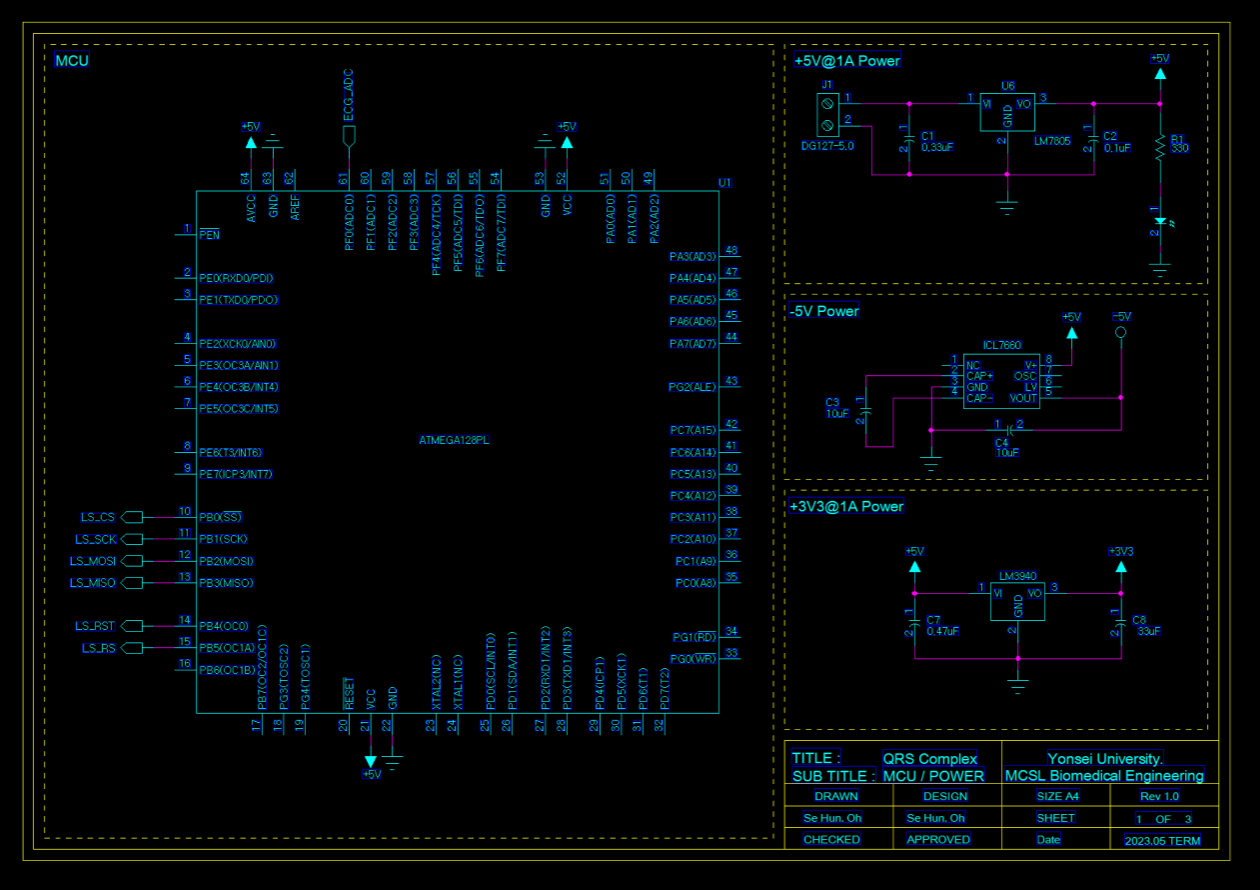 MCU
ECG_ADC
+5V
+5V
64
63
62
61
60
59
58
57
56
55
54
53
52
51
50
49
AVCC
GND
AREF
PF0(ADC0)
PF1(ADC1)
PF2(ADC2)
PF3(ADC3)
PF4(ADC4/TCK)
PF5(ADC5/TDI)
PF6(ADC6/TDO)
PF7(ADC7/TDI)
GND
VCC
PA0(AD0)
PA1(AD1)
PA2(AD2)
U1
1 PEN
2 PE0(RXD0/PDI)
3 PE1(TXD0/PDO)
4 PE2(XCK0/AIN0)
5 PE3(OC3A/AIN1)
6 PE4(OC3B/INT4)
7 PE5(OC3C/INT5)
8 PE6(T3/INT6)
9 PE7(ICP3/INT7)
LS_CS 10 PB0(SS)
LS_SCK 11 PB1(SCK)
LS_MOSI 12 PB2(MOSI)
LS_MISO 13 PB3(MISO)
LS_RST 14 PB4(OC0)
LS_RS 15 PB5(OC1A)
16 PB6(OC1B)
ATMEGA128PL
PA3(AD3) 48
PA4(AD4) 47
PA5(AD5) 46
PA6(AD6) 45
PA7(AD7) 44
PG2(ALE) 43
PC7(A15) 42
PC6(A14) 41
PC5(A13) 40
PC4(A12) 39
PC3(A11) 38
PC2(A10) 37
PC1(A9) 36
PC0(A8) 35
PG1(RD) 34
PG0(WR) 33
PB7(OC2/OC1C)
PG3(TOSC2)
PG4(TOSC1)
RESET
VCC
GND
XTAL2(NC)
XTAL1(NC)
PD0(SCL/INT0)
PD1(SDA/INT1)
PD2(RXD1/INT2)
PD3(TXD1/INT3)
PD4(ICP1)
PD5(XCK1)
PD6(T1)
PD7(T2)
17
18
19
20
21
22
23
24
25
26
27
28
29
30
31
32
+5V
+5V@1A Power
+5V
J1
1
2
DG127-5.0
1
2
C1
0.33uF
U6
1 VI VO 3
GND
2
LM7805
1
2
C2
0.1uF
R1
330
1
2
-5V Power
+5V
-5V
ICL7660
1 NC V+ 8
2 CAP+ OSC 7
3 GND LV 6
4 CAP- VOUT 5
C3
10uF
1
2
1 2
C4
10uF
+3V3@1A Power
+5V
+3V3
LM3940
1 VI VO 3
GND
2
1
2
C7
0.47uF
1
2
C8
33uF
TITLE : QRS Complex
SUB TITLE : MCU / POWER
Yonsei University.
MCSL Biomedical Engineering
DRAWN DESIGN SIZE A4 Rev 1.0
Se Hun, Oh Se Hun, Oh SHEET 1 OF 3
CHECKED APPROVED Date 2023.05 TERM